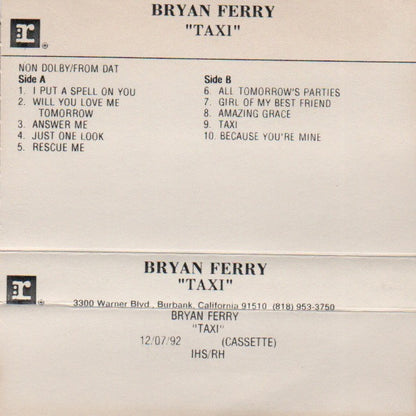 BRYAN FERRY
"TAXI"
r®
NON DOLBY/FROM DAT
Side A
1. I PUT A SPELL ON YOU
2. WILL YOU LOVE ME
TOMORROW
3. ANSWER ME
4. JUST ONE LOOK
5. RESCUE ME
Side B
6. ALL TOMORROW'S PARTIES
7. GIRL OF MY BEST FRIEND
8. AMAZING GRACE
9. TAXI
10. BECAUSE YOU'RE MINE
BRYAN FERRY
"TAXI"
r®
3300 Warner Blvd., Burbank, California 91510 (818) 953-3750
BRYAN FERRY
"TAXI"
12/07/92 (CASSETTE)
IHS/RH